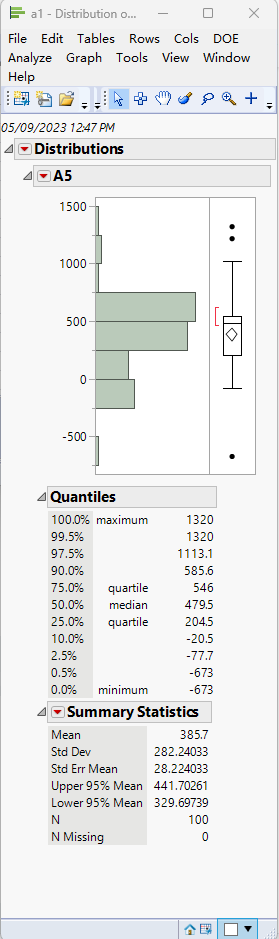 a1 - Distribution o...
File Edit Tables Rows Cols DOE
Analyze Graph Tools View Window
Help
05/09/2023 12:47 PM
Distributions
A5
1500
1000
500
0
-500
Quantiles
100.0% maximum 1320
99.5% 1320
97.5% 1113.1
90.0% 585.6
75.0% quartile 546
50.0% median 479.5
25.0% quartile 204.5
10.0% -20.5
2.5% -77.7
0.5% -673
0.0% minimum -673
Summary Statistics
Mean 385.7
Std Dev 282.24033
Std Err Mean 28.224033
Upper 95% Mean 441.70261
Lower 95% Mean 329.69739
N 100
N Missing 0